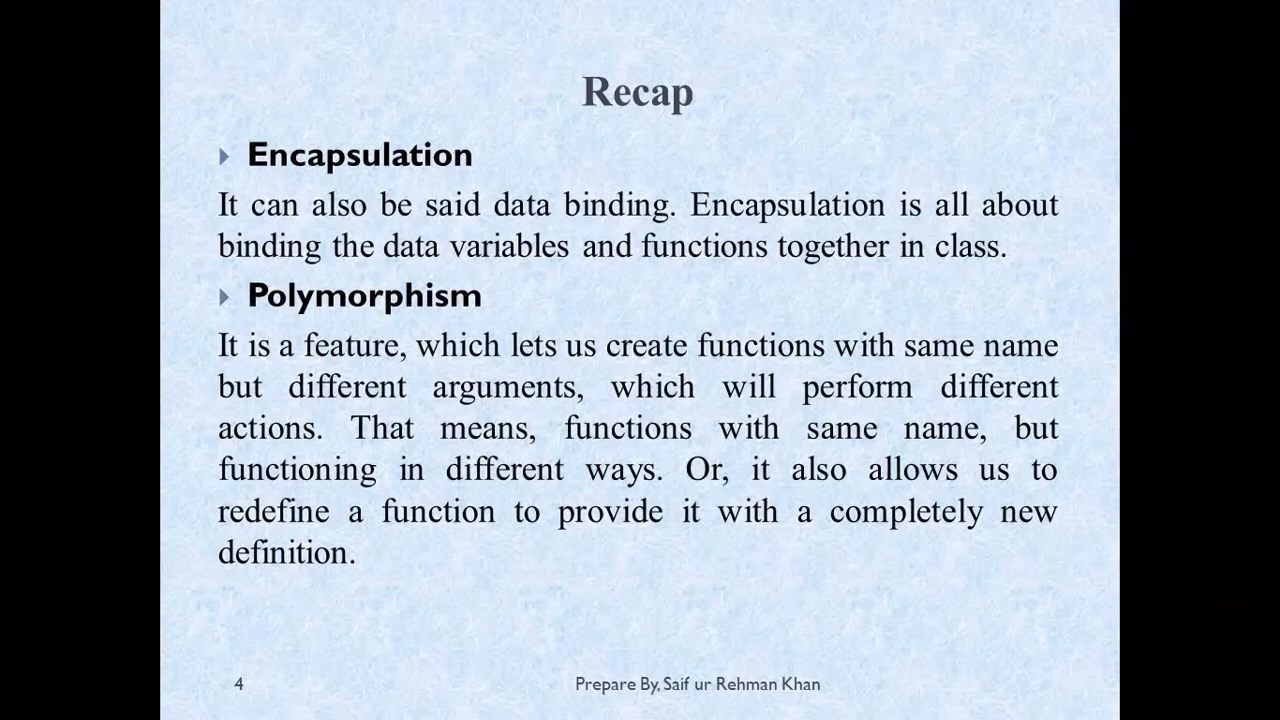 Recap
Encapsulation
It can also be said data binding. Encapsulation is all about
binding the data variables and functions together in class.
Polymorphism
It is a feature, which lets us create functions with same name
but different arguments, which will perform different
actions. That means, functions with same name, but
functioning in different ways. Or, it also allows us to
redefine a function to provide it with a completely new
definition.
4
Prepare By, Saif ur Rehman Khan